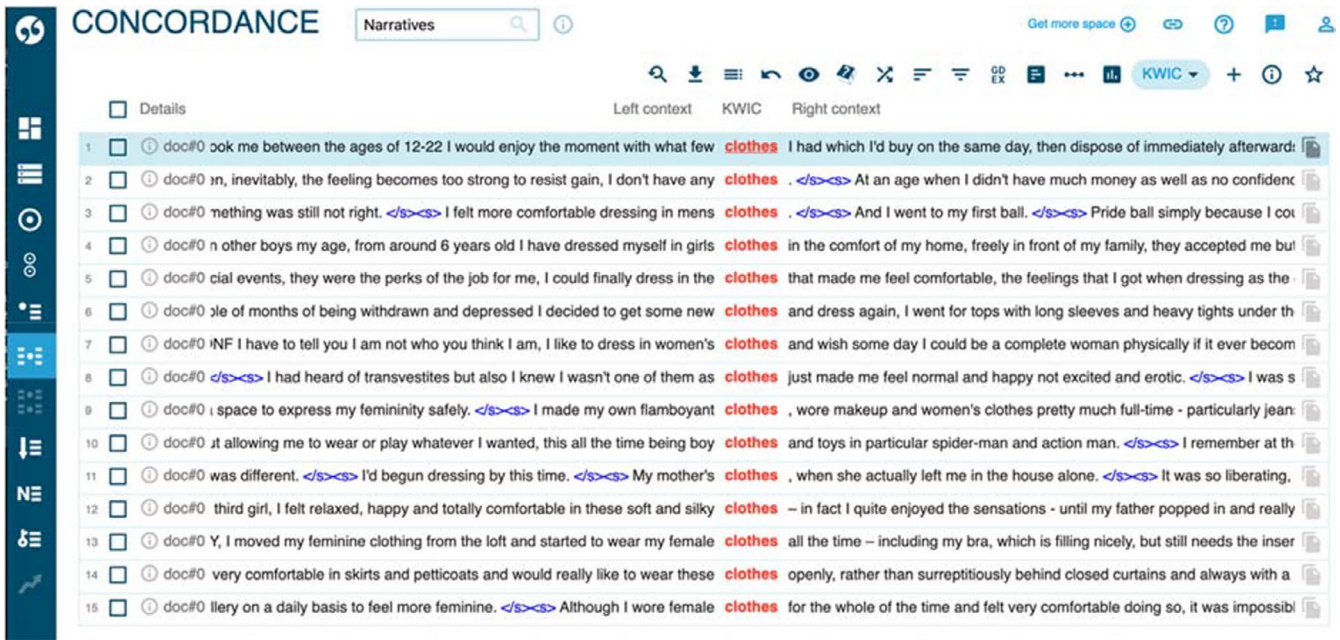 CONCORDANCE Narratives Get more space
GD EX KWIC
Details Left context KWIC Right context
1 doc#0 ook me between the ages of 12-22 I would enjoy the moment with what few clothes I had which I'd buy on the same day, then dispose of immediately afterward
2 doc#0 en, inevitably, the feeling becomes too strong to resist gain, I don't have any clothes . </s><s> At an age when I didn't have much money as well as no confidenc
3 doc#0 mething was still not right. </s><s> I felt more comfortable dressing in mens clothes . </s><s> And I went to my first ball. </s><s> Pride ball simply because I cou
4 doc#0 n other boys my age, from around 6 years old I have dressed myself in girls clothes in the comfort of my home, freely in front of my family, they accepted me but
5 doc#0 cial events, they were the perks of the job for me, I could finally dress in the clothes that made me feel comfortable, the feelings that I got when dressing as the
6 doc#0 ple of months of being withdrawn and depressed I decided to get some new clothes and dress again, I went for tops with long sleeves and heavy tights under th
7 doc#0 NF I have to tell you I am not who you think I am, I like to dress in women's clothes and wish some day I could be a complete woman physically if it ever becom
8 doc#0 </s><s> I had heard of transvestites but also I knew I wasn't one of them as clothes just made me feel normal and happy not excited and erotic. </s><s> I was s
9 doc#0 space to express my femininity safely. </s><s> I made my own flamboyant clothes , wore makeup and women's clothes pretty much full-time - particularly jean
10 doc#0 ut allowing me to wear or play whatever I wanted, this all the time being boy clothes and toys in particular spider-man and action man. </s><s> I remember at th
11 doc#0 was different. </s><s> I'd begun dressing by this time. </s><s> My mother's clothes , when she actually left me in the house alone. </s><s> It was so liberating,
12 doc#0 third girl, I felt relaxed, happy and totally comfortable in these soft and silky clothes – in fact I quite enjoyed the sensations - until my father popped in and really
13 doc#0 Y, I moved my feminine clothing from the loft and started to wear my female clothes all the time – including my bra, which is filling nicely, but still needs the inser
14 doc#0 very comfortable in skirts and petticoats and would really like to wear these clothes openly, rather than surreptitiously behind closed curtains and always with a
15 doc#0 llery on a daily basis to feel more feminine. </s><s> Although I wore female clothes for the whole of the time and felt very comfortable doing so, it was impossibl